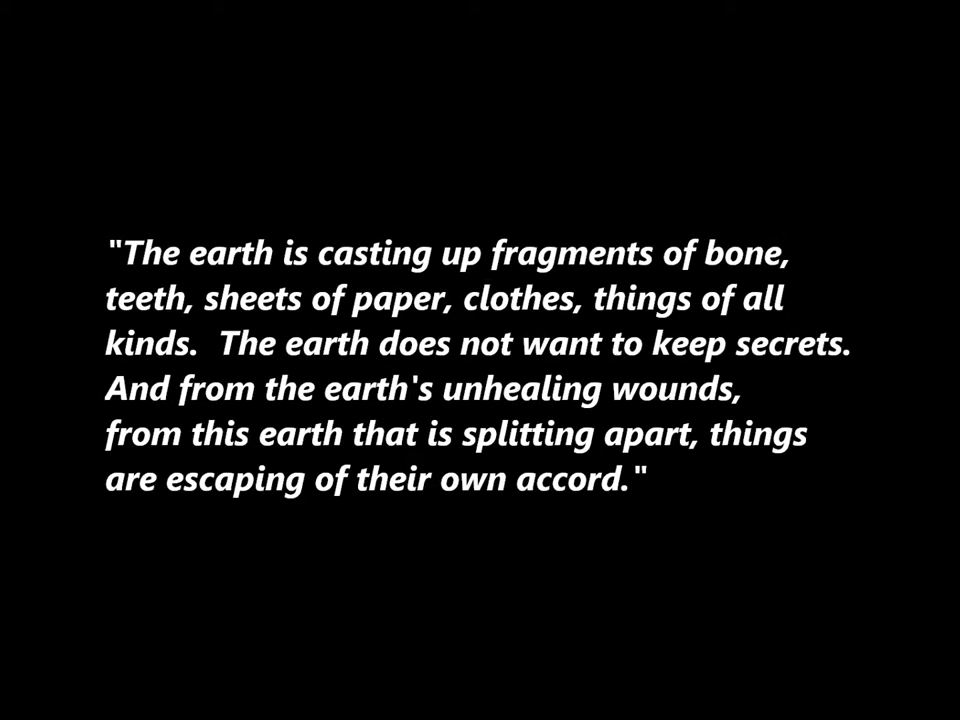 "The earth is casting up fragments of bone,
teeth, sheets of paper, clothes, things of all
kinds.  The earth does not want to keep secrets.
And from the earth's unhealing wounds,
from this earth that is splitting apart, things
are escaping of their own accord."